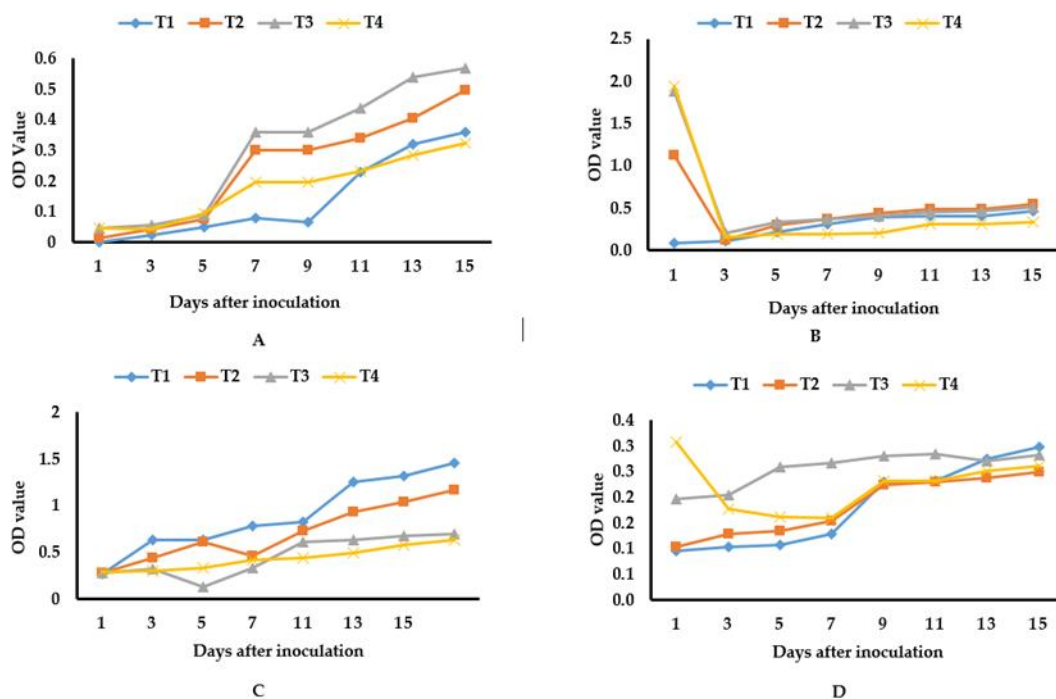 T1 T2 T3 T4
0.6
0.5
0.4
0.3
0.2
0.1
0
OD Value
1 3 5 7 9 11 13 15
Days after inoculation
A
T1 T2 T3 T4
2.5
2.0
1.5
1.0
0.5
0.0
OD value
1 3 5 7 9 11 13 15
Days after inoculation
B
T1 T2 T3 T4
2
1.5
1
0.5
0
OD value
1 3 5 7 11 13 15
Days after inoculation
C
T1 T2 T3 T4
0.4
0.3
0.3
0.2
0.2
0.1
0.1
0.0
OD value
1 3 5 7 9 11 13 15
Days after inoculation
D